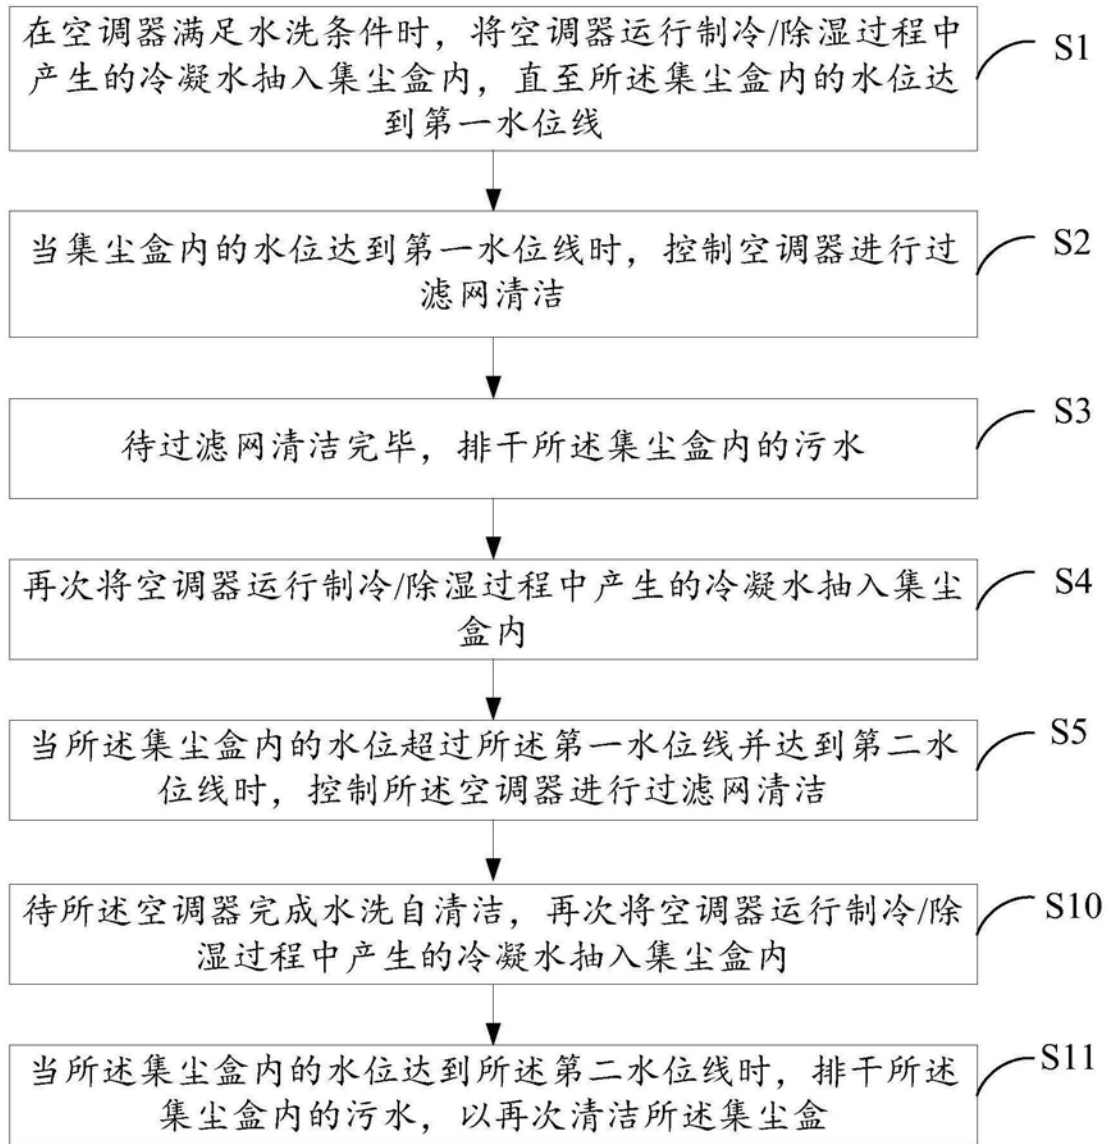 在空调器满足水洗条件时，将空调器运行制冷/除湿过程中
产生的冷凝水抽入集尘盒内，直至所述集尘盒内的水位达
到第一水位线
S1
当集尘盒内的水位达到第一水位线时，控制空调器进行过
滤网清洁
S2
待过滤网清洁完毕，排干所述集尘盒内的污水
S3
再次将空调器运行制冷/除湿过程中产生的冷凝水抽入集尘
盒内
S4
当所述集尘盒内的水位超过所述第一水位线并达到第二水
位线时，控制所述空调器进行过滤网清洁
S5
待所述空调器完成水洗自清洁，再次将空调器运行制冷/除
湿过程中产生的冷凝水抽入集尘盒内
S10
当所述集尘盒内的水位达到所述第二水位线时，排干所述
集尘盒内的污水，以再次清洁所述集尘盒
S11